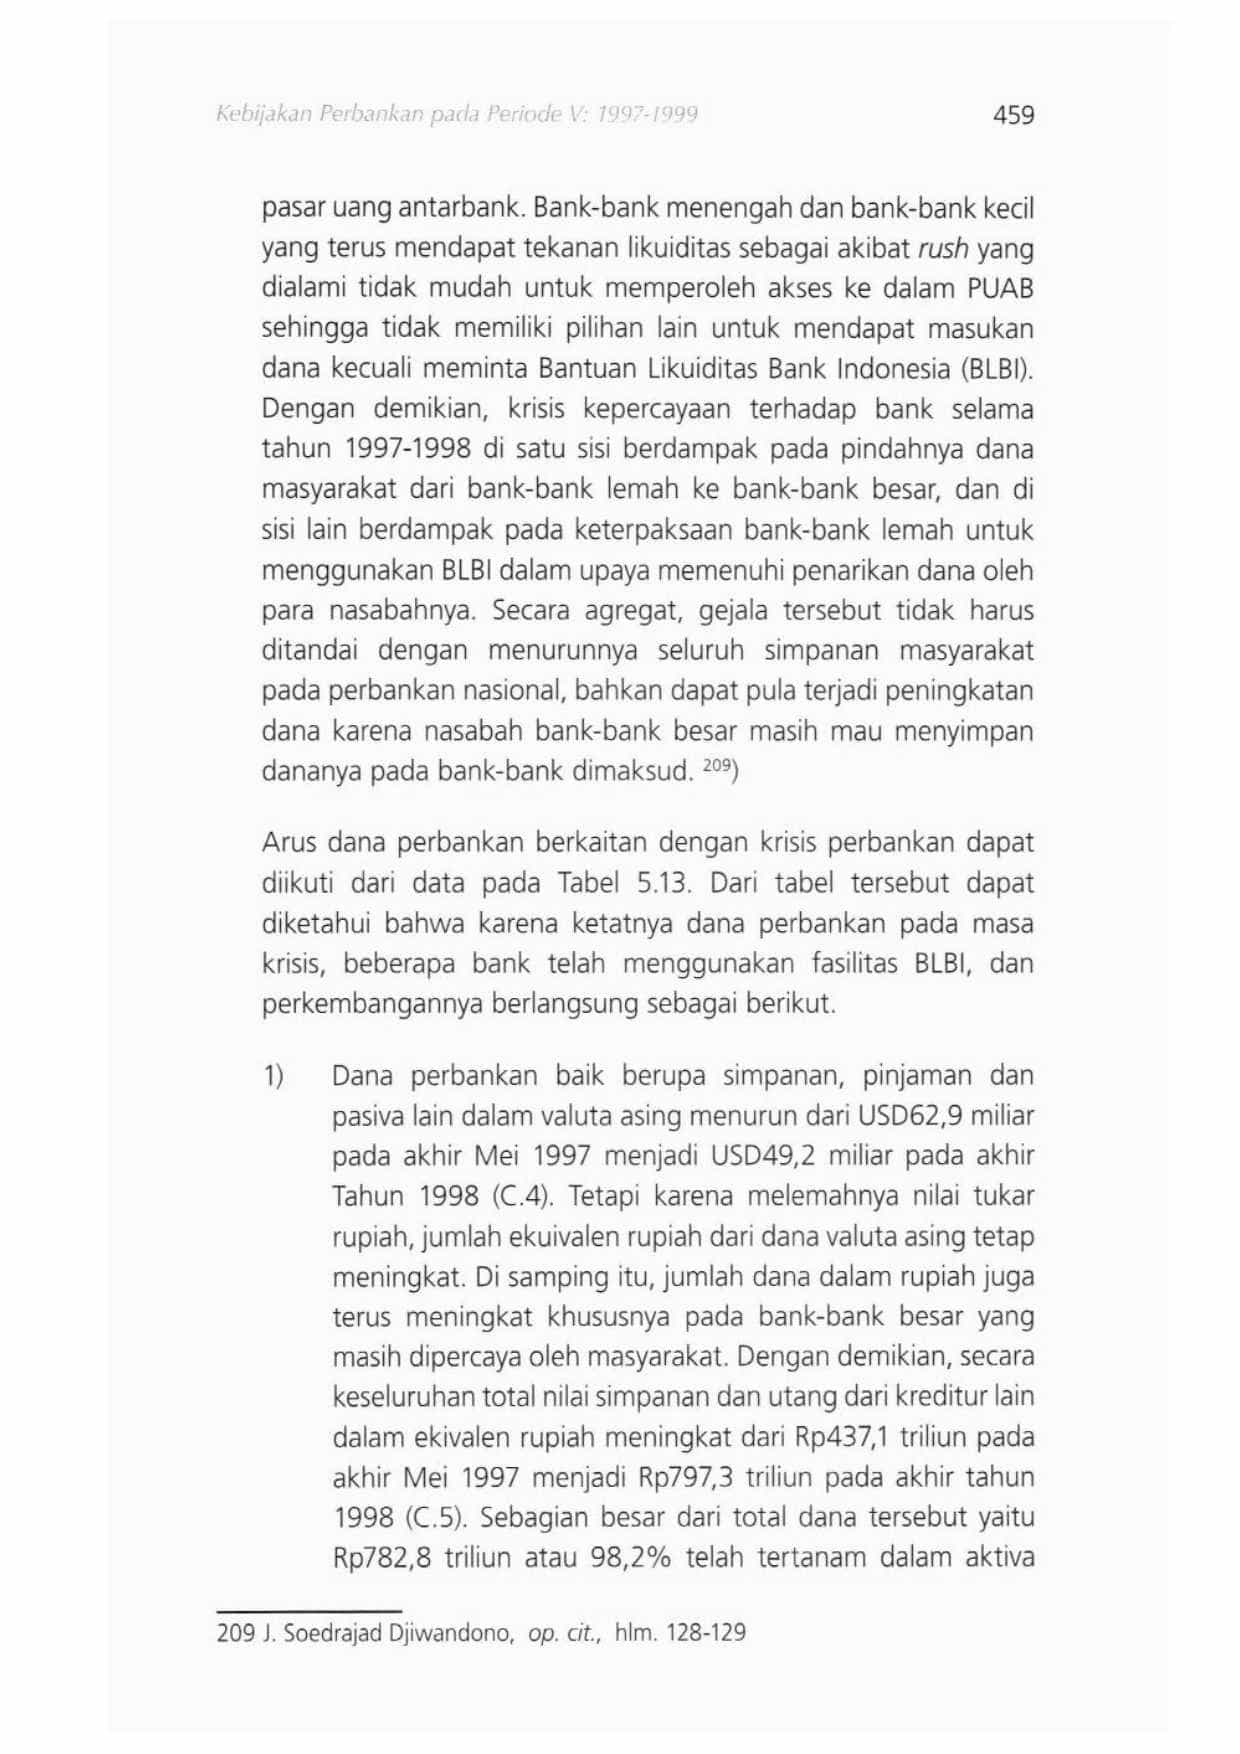 Kebijakan Perbankan pada Periode V: 1997-1999 459
pasar uang antarbank. Bank-bank menengah dan bank-bank kecil
yang terus mendapat tekanan likuiditas sebagai akibat rush yang
dialami tidak mudah untuk memperoleh akses ke dalam PUAB
sehingga tidak memiliki pilihan lain untuk mendapat masukan
dana kecuali meminta Bantuan Likuiditas Bank Indonesia (BLBI).
Dengan demikian, krisis kepercayaan terhadap bank selama
tahun 1997-1998 di satu sisi berdampak pada pindahnya dana
masyarakat dari bank-bank lemah ke bank-bank besar, dan di
sisi lain berdampak pada keterpaksaan bank-bank lemah untuk
menggunakan BLBI dalam upaya memenuhi penarikan dana oleh
para nasabahnya. Secara agregat, gejala tersebut tidak harus
ditandai dengan menurunnya seluruh simpanan masyarakat
pada perbankan nasional, bahkan dapat pula terjadi peningkatan
dana karena nasabah bank-bank besar masih mau menyimpan
dananya pada bank-bank dimaksud. 209)
Arus dana perbankan berkaitan dengan krisis perbankan dapat
diikuti dari data pada Tabel 5.13. Dari tabel tersebut dapat
diketahui bahwa karena ketatnya dana perbankan pada masa
krisis, beberapa bank telah menggunakan fasilitas BLBI, dan
perkembangannya berlangsung sebagai berikut.
1) Dana perbankan baik berupa simpanan, pinjaman dan
pasiva lain dalam valuta asing menurun dari USD62,9 miliar
pada akhir Mei 1997 menjadi USD49,2 miliar pada akhir
Tahun 1998 (C.4). Tetapi karena melemahnya nilai tukar
rupiah, jumlah ekuivalen rupiah dari dana valuta asing tetap
meningkat. Di samping itu, jumlah dana dalam rupiah juga
terus meningkat khususnya pada bank-bank besar yang
masih dipercaya oleh masyarakat. Dengan demikian, secara
keseluruhan total nilai simpanan dan utang dari kreditur lain
dalam ekivalen rupiah meningkat dari Rp437,1 triliun pada
akhir Mei 1997 menjadi Rp797,3 triliun pada akhir tahun
1998 (C.5). Sebagian besar dari total dana tersebut yaitu
Rp782,8 triliun atau 98,2% telah tertanam dalam aktiva
209 J. Soedrajad Djiwandono, op. cit., hlm. 128-129